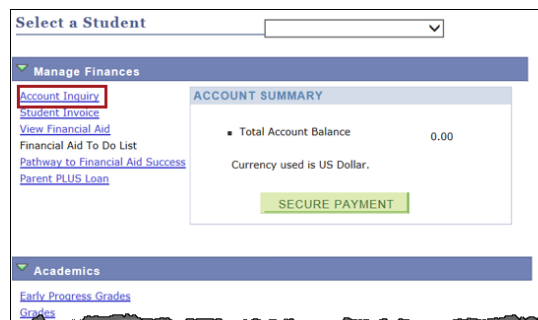 Select a Student
Manage Finances
Account Inquiry
Student Invoice
View Financial Aid
Financial Aid To Do List
Pathway to Financial Aid Success
Parent PLUS Loan
ACCOUNT SUMMARY
Total Account Balance 0.00
Currency used is US Dollar.
SECURE PAYMENT
Academics
Early Progress Grades
Grades